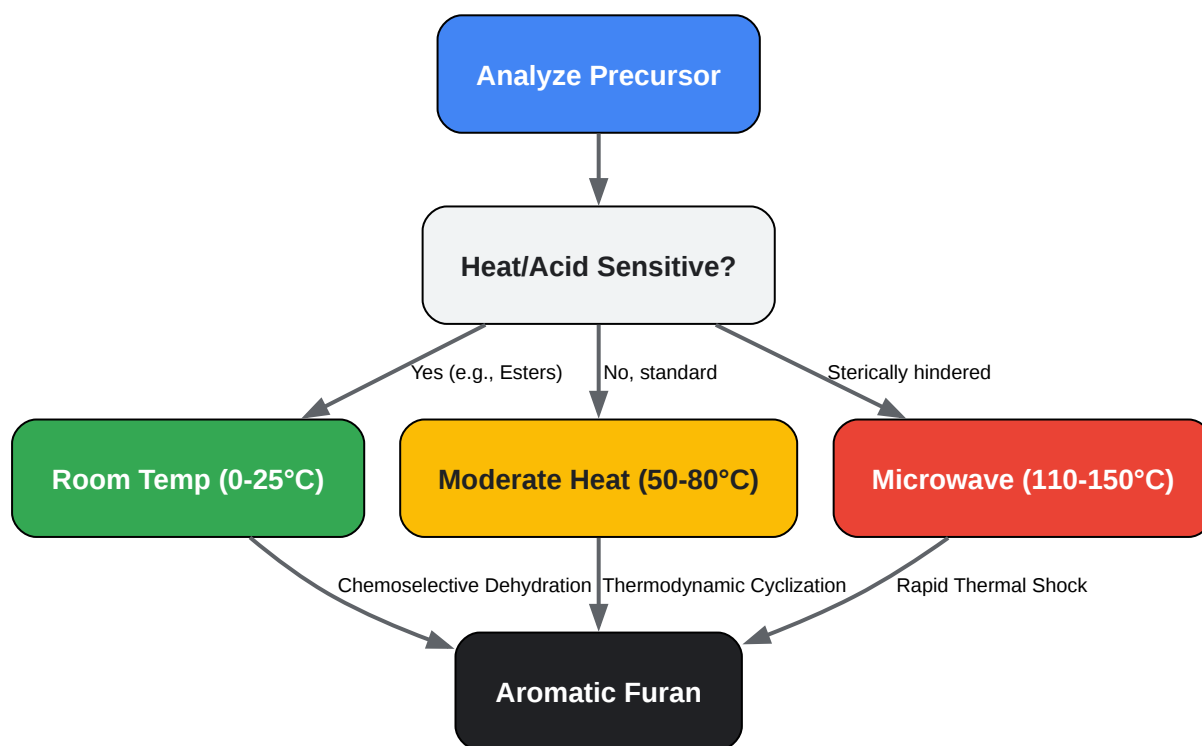 Analyze Precursor
Heat/Acid Sensitive?
Yes (e.g., Esters)
No, standard
Sterically hindered
Room Temp (0-25°C)
Moderate Heat (50-80°C)
Microwave (110-150°C)
Chemoselective Dehydration
Thermodynamic Cyclization
Rapid Thermal Shock
Aromatic Furan